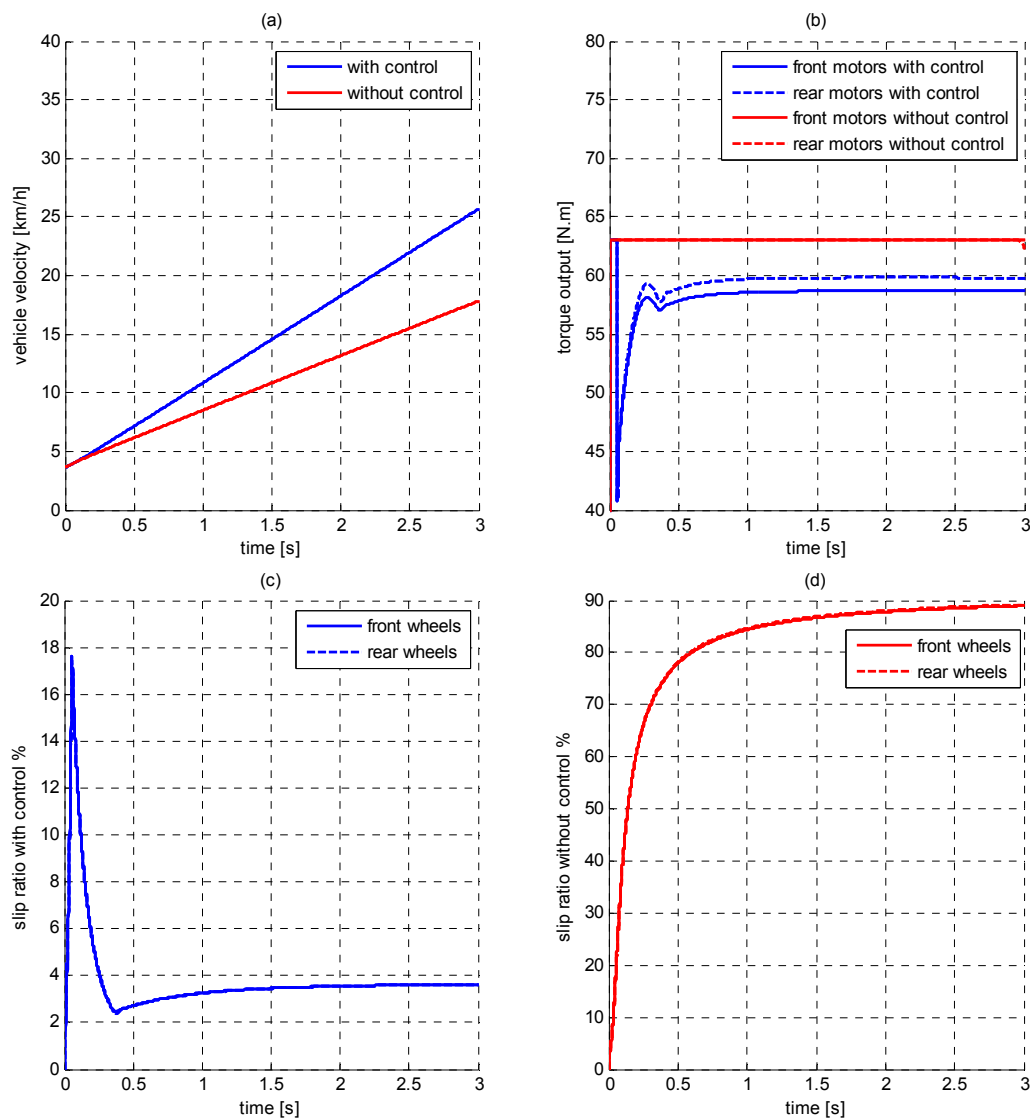 (a)
40
35
30
25
20
15
10
5
0
vehicle velocity [km/h]
with control
without control
0 0.5 1 1.5 2 2.5 3
time [s]
(b)
80
75
70
65
60
55
50
45
40
torque output [N.m]
front motors with control
rear motors with control
front motors without control
rear motors without control
0 0.5 1 1.5 2 2.5 3
time [s]
(c)
20
18
16
14
12
10
8
6
4
2
0
slip ratio with control %
front wheels
rear wheels
0 0.5 1 1.5 2 2.5 3
time [s]
(d)
90
80
70
60
50
40
30
20
10
0
slip ratio without control %
front wheels
rear wheels
0 0.5 1 1.5 2 2.5 3
time [s]